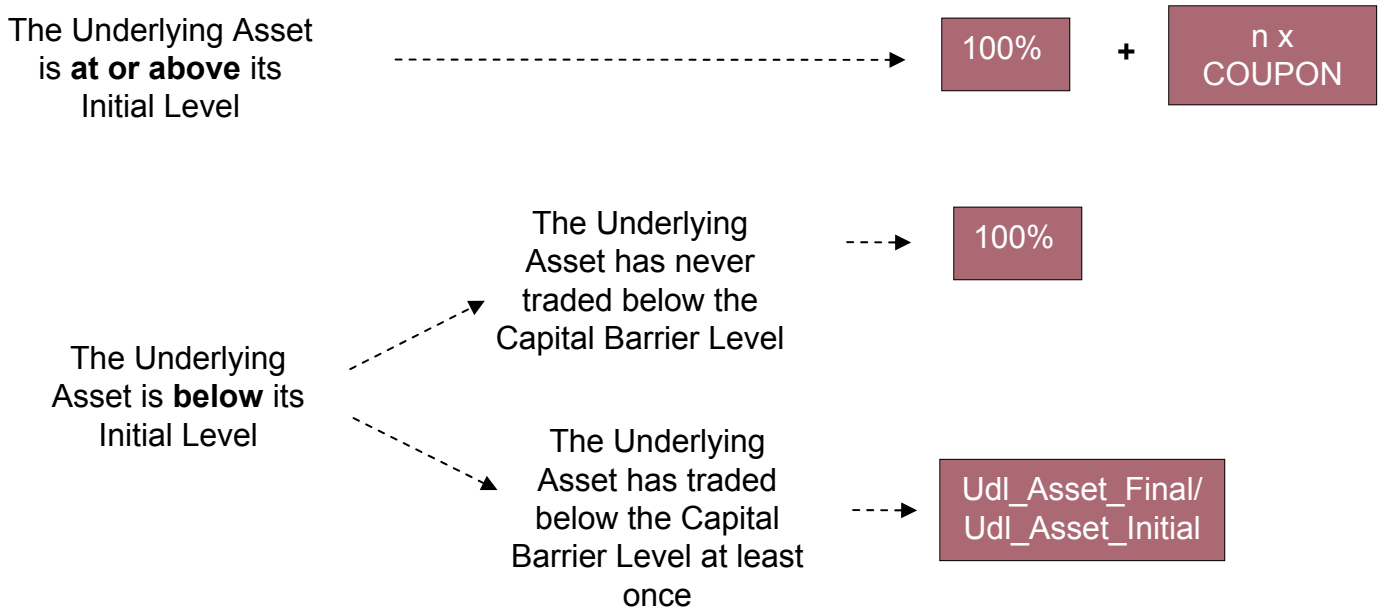 The Underlying Asset
is at or above its
Initial Level
100%
+
n x
COUPON
The Underlying
Asset has never
traded below the
Capital Barrier Level
100%
The Underlying
Asset is below its
Initial Level
The Underlying
Asset has traded
below the Capital
Barrier Level at least
once
Udl_Asset_Final/
Udl_Asset_Initial